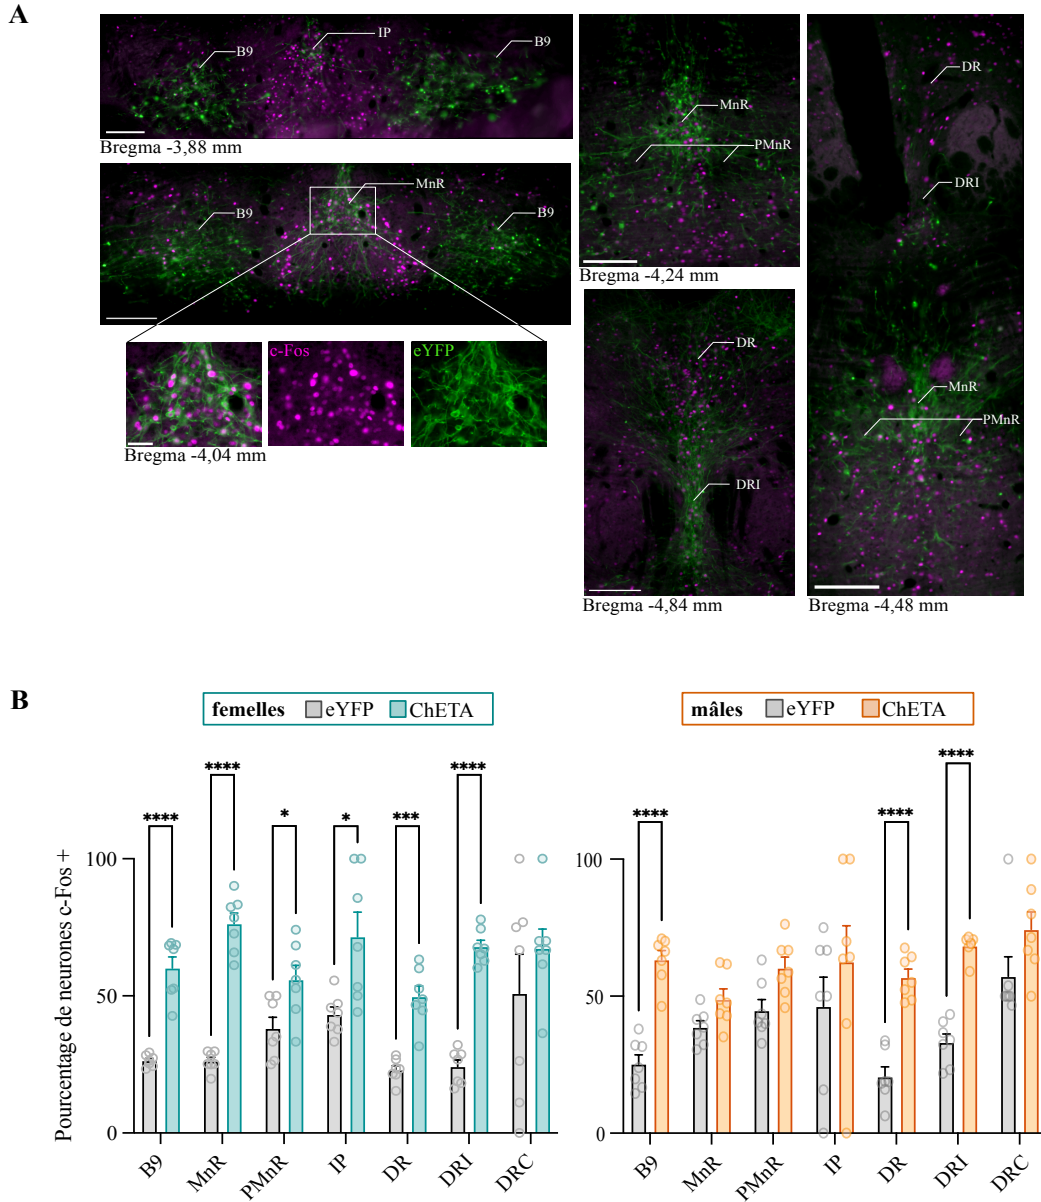 A
IP
B9
B9
Bregma -3,88 mm
MnR
B9
B9
c-Fos
eYFP
Bregma -4,04 mm
MnR
PMnR
Bregma -4,24 mm
DR
DRI
Bregma -4,84 mm
DR
DRI
MnR
PMnR
Bregma -4,48 mm
B
femelles eYFP ChETA
mâles eYFP ChETA
Pourcentage de neurones c-Fos +
**** **** * * *** ****
100
50
0
B9 MnR PMnR IP DR DRI DRC
**** **** ****
100
50
0
B9 MnR PMnR IP DR DRI DRC